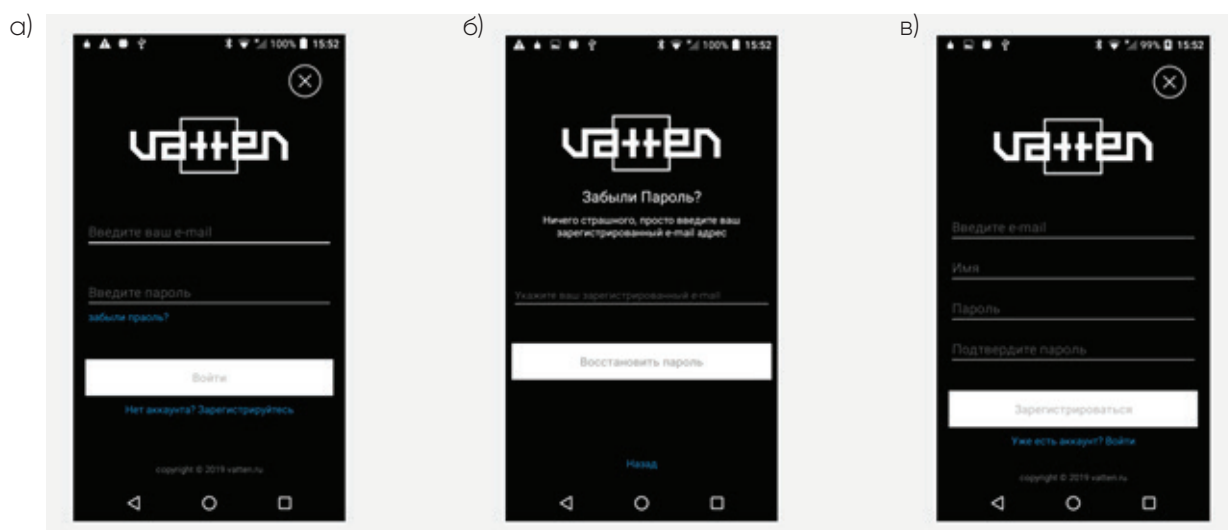 а)
100% 15:52
vatten
Введите ваш e-mail
Введите пароль
забыли праоль?
Войти
Нет аккаунта? Зарегистрируйтесь
copyright © 2019 vatten.ru
б)
100% 15:52
vatten
Забыли Пароль?
Ничего страшного, просто введите ваш
зарегистрированный e-mail адрес
Укажите ваш зарегистрированный e-mail
Восстановить пароль
Назад
в)
99% 15:52
vatten
Введите e-mail
Имя
Пароль
Подтвердите пароль
Зарегистрироваться
Уже есть аккаунт? Войти
copyright © 2019 vatten.ru